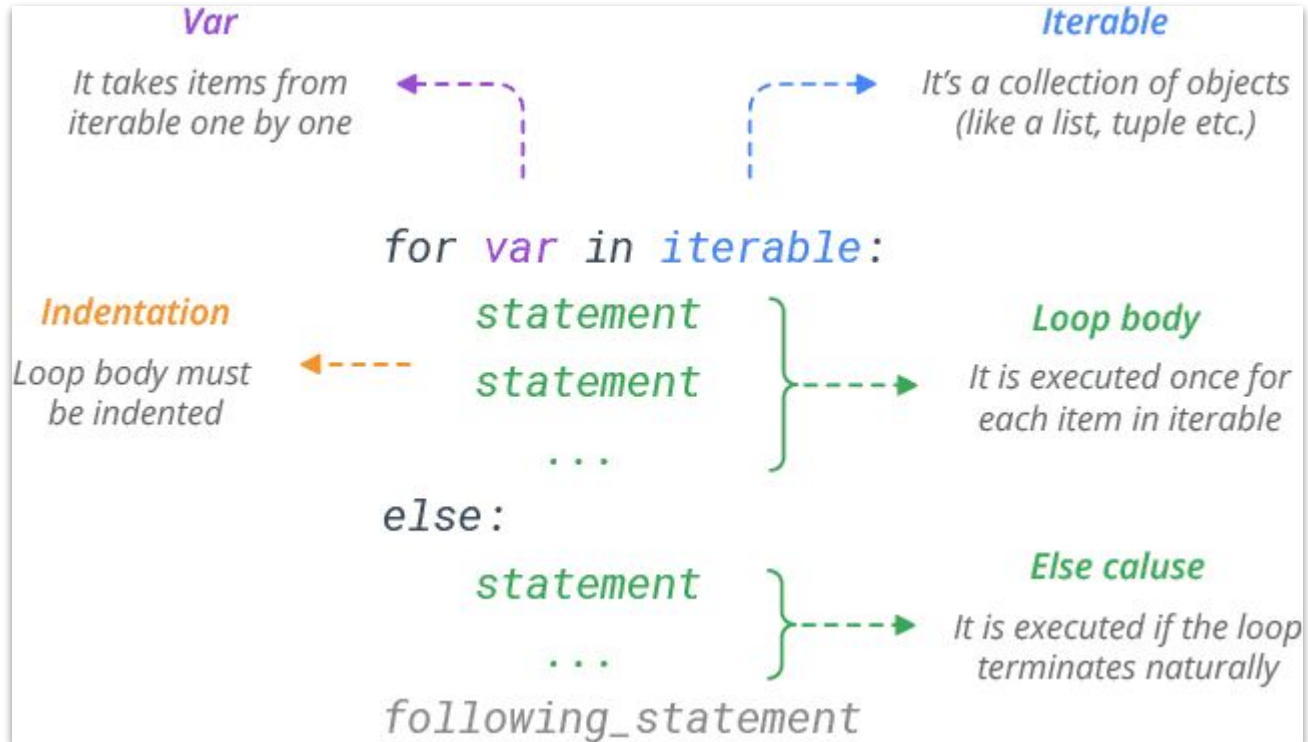 Var
It takes items from
iterable one by one
Iterable
It's a collection of objects
(like a list, tuple etc.)
for var in iterable:
Indentation
Loop body must
be indented
statement
statement
...
Loop body
It is executed once for
each item in iterable
else:
statement
...
Else caluse
It is executed if the loop
terminates naturally
following_statement